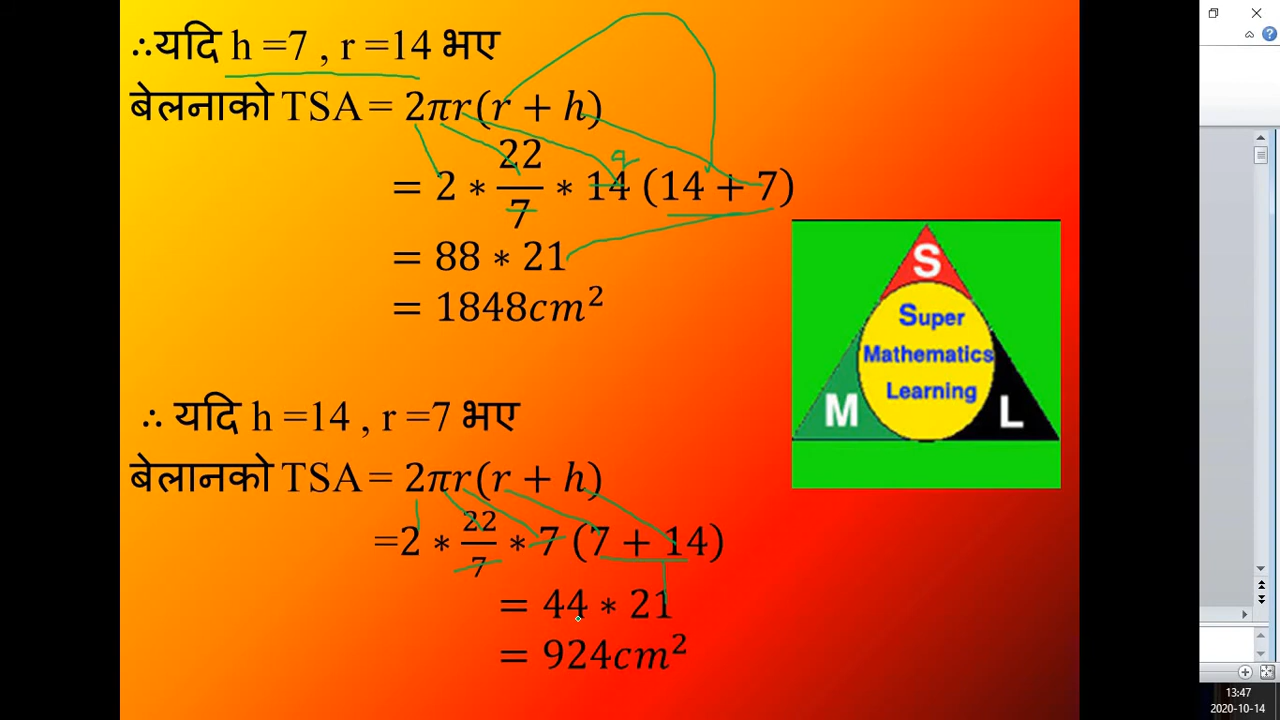 ∴यदि h =7 , r =14 भए
बेलनाको TSA = 2πr(r + h)
= 2 * 22/7 * 14 (14 + 7)
2
= 88 * 21
= 1848cm²
S
Super
Mathematics
Learning
M L
∴ यदि h =14 , r =7 भए
बेलानको TSA = 2πr(r + h)
=2 * 22/7 * 7 (7 + 14)
= 44 * 21
= 924cm²
13:47
2020-10-14